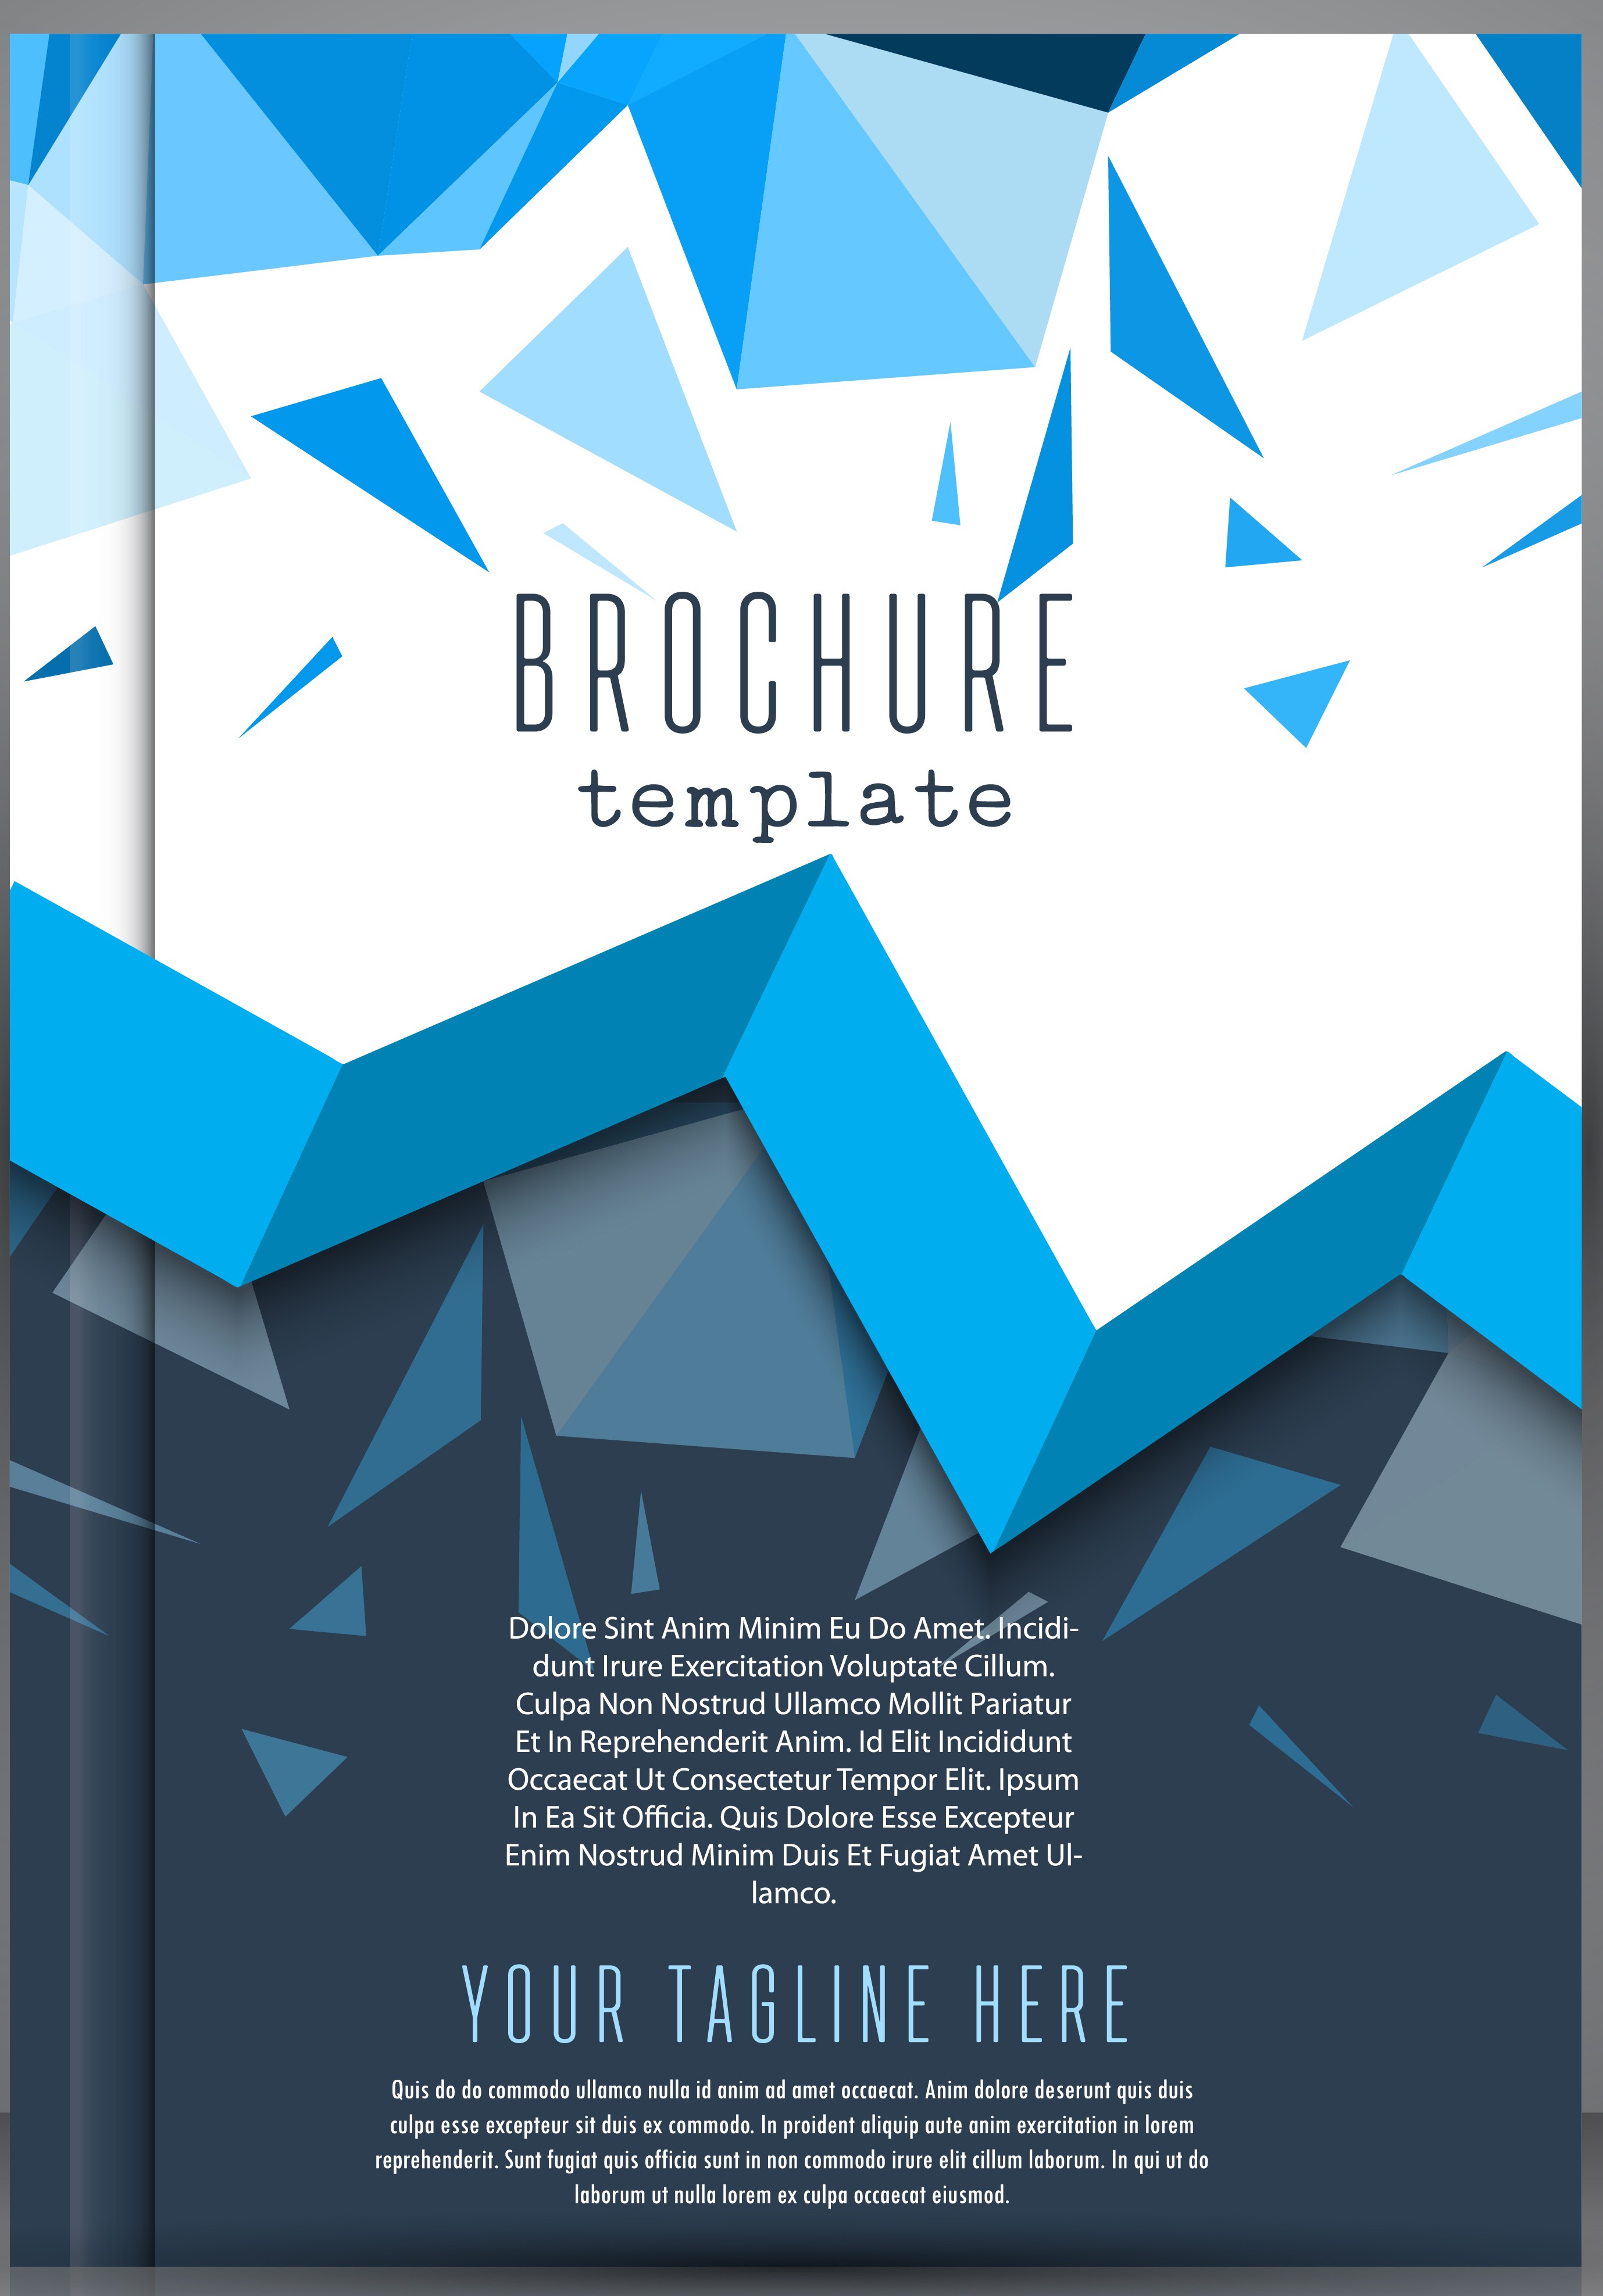 BROCHURE
template
Dolore Sint Anim Minim Eu Do Amet. Incidi-
dunt Irure Exercitation Voluptate Cillum.
Culpa Non Nostrud Ullamco Mollit Pariatur
Et In Reprehenderit Anim. Id Elit Incididunt
Occaecat Ut Consectetur Tempor Elit. Ipsum
In Ea Sit Officia. Quis Dolore Esse Excepteur
Enim Nostrud Minim Duis Et Fugiat Amet Ul-
lamco.
YOUR TAGLINE HERE
Quis do do commodo ullamco nulla id anim ad amet occaecat. Anim dolore deserunt quis duis
culpa esse excepteur sit duis ex commodo. In proident aliquip aute anim exercitation in lorem
reprehenderit. Sunt fugiat quis officia sunt in non commodo irure elit cillum laborum. In qui ut do
laborum ut nulla lorem ex culpa occaecat eiusmod.